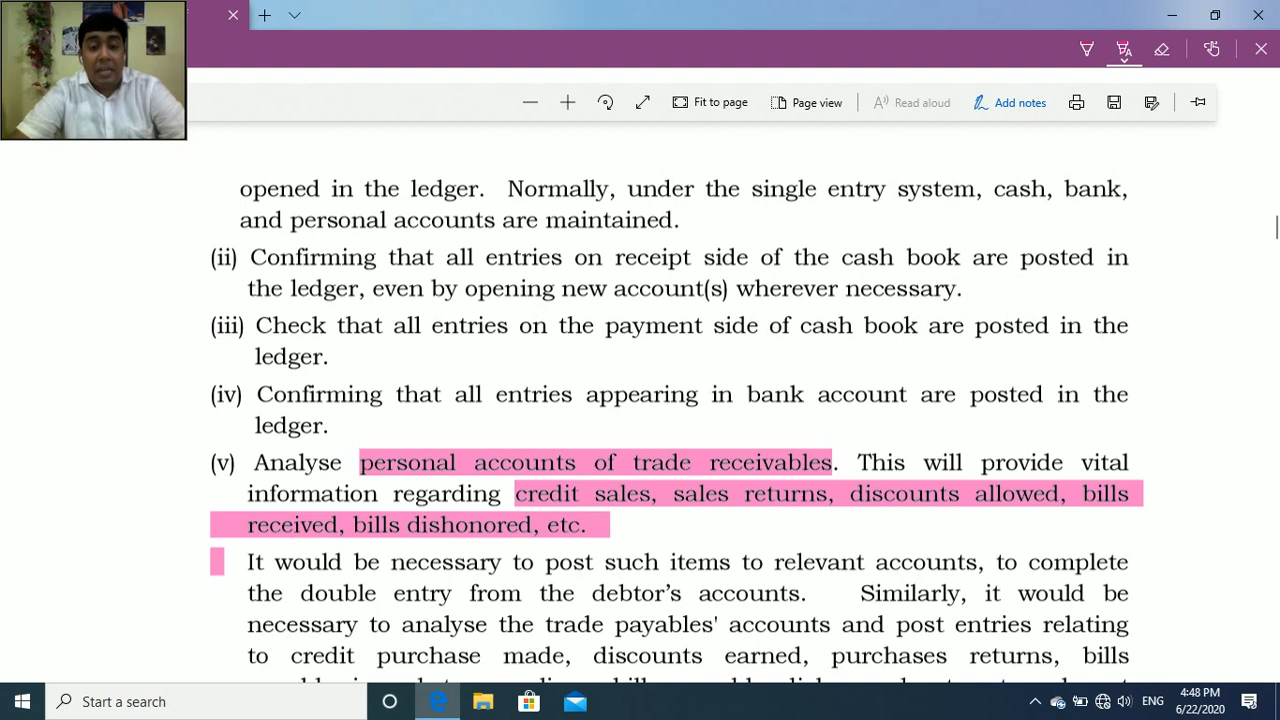 Fit to page
Page view
Read aloud
Add notes
opened in the ledger. Normally, under the single entry system, cash, bank,
and personal accounts are maintained.
(ii) Confirming that all entries on receipt side of the cash book are posted in
the ledger, even by opening new account(s) wherever necessary.
(iii) Check that all entries on the payment side of cash book are posted in the
ledger.
(iv) Confirming that all entries appearing in bank account are posted in the
ledger.
(v) Analyse personal accounts of trade receivables. This will provide vital
information regarding credit sales, sales returns, discounts allowed, bills
received, bills dishonored, etc.
It would be necessary to post such items to relevant accounts, to complete
the double entry from the debtor's accounts. Similarly, it would be
necessary to analyse the trade payables' accounts and post entries relating
to credit purchase made, discounts earned, purchases returns, bills
Start a search
ENG
4:48 PM
6/22/2020